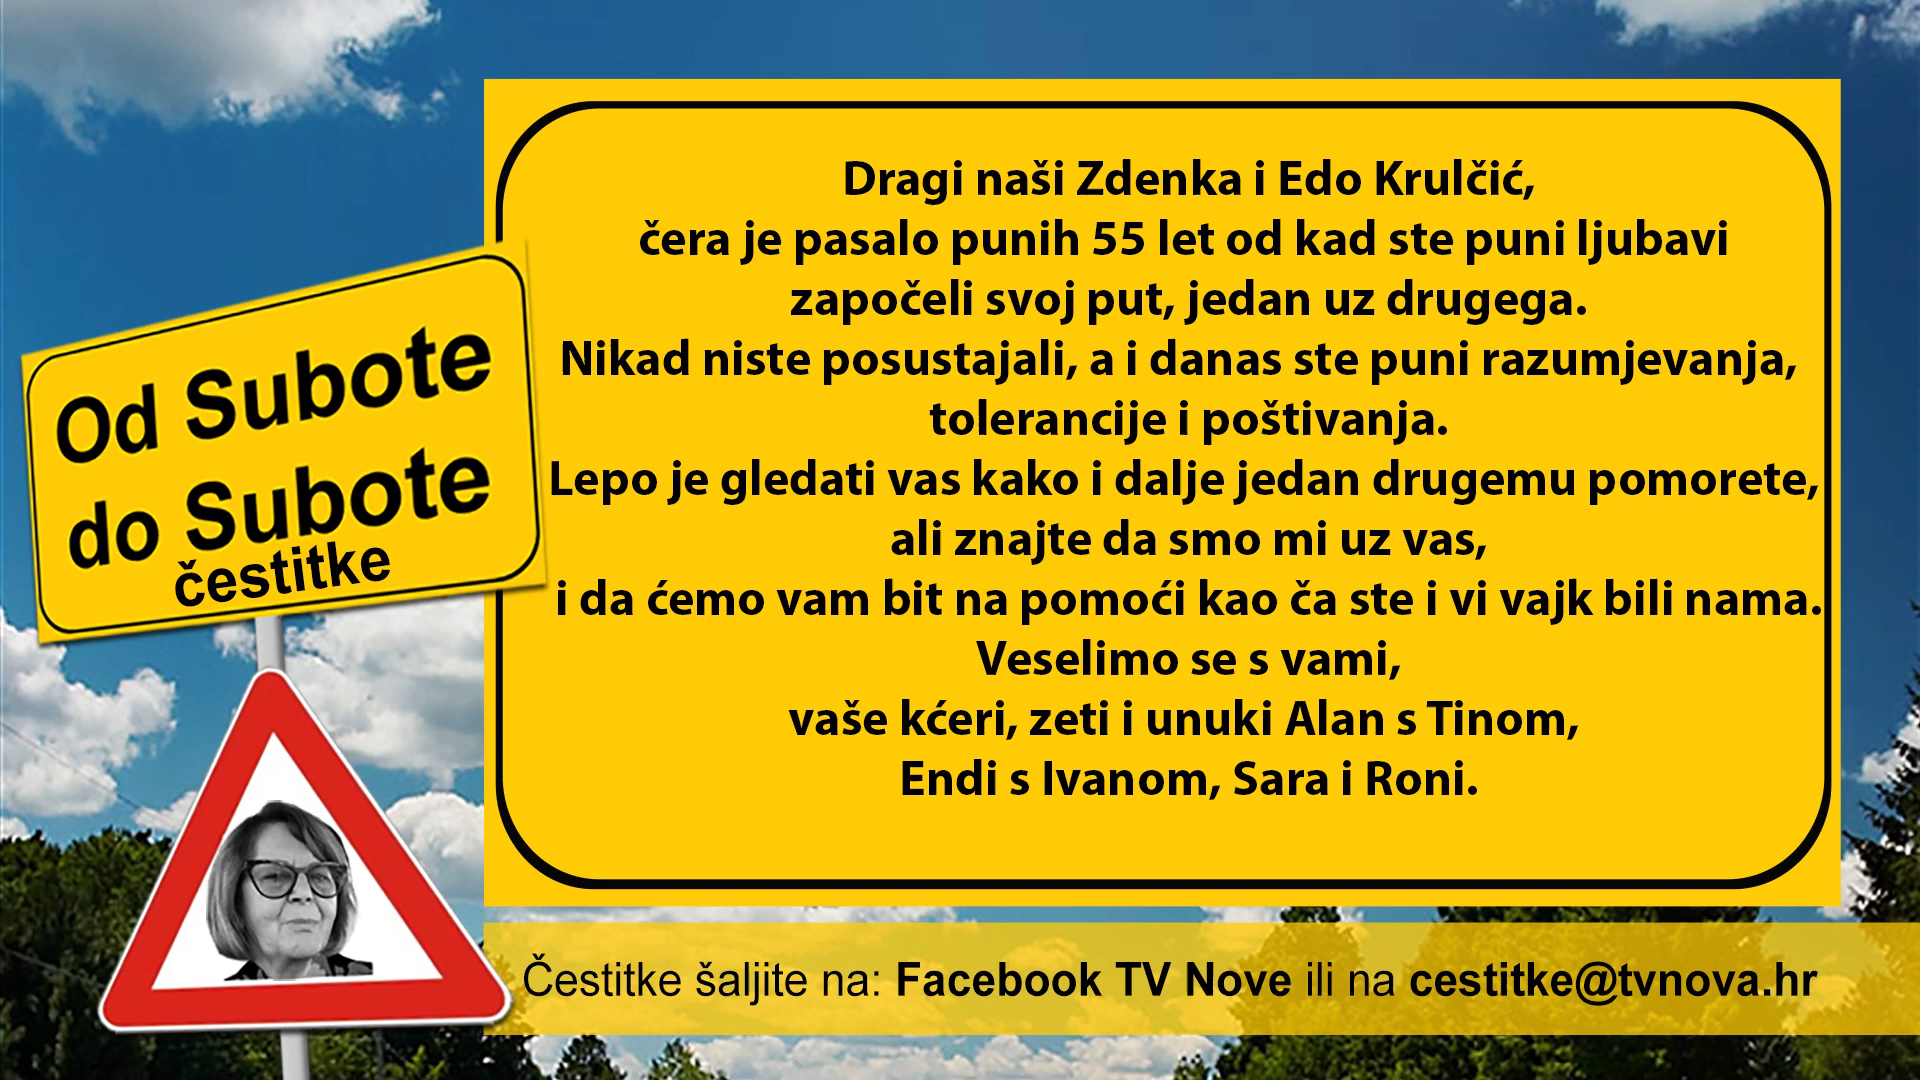 Od Subote
do Subote
čestitke
Dragi naši Zdenka i Edo Krulčić,
čera je pasalo punih 55 let od kad ste puni ljubavi
započeli svoj put, jedan uz drugega.
Nikad niste posustajali, a i danas ste puni razumjevanja,
tolerancije i poštivanja.
Lepo je gledati vas kako i dalje jedan drugemu pomorete,
ali znajte da smo mi uz vas,
i da ćemo vam bit na pomoći kao ča ste i vi vajk bili nama.
Veselimo se s vami,
vaše kćeri, zeti i unuki Alan s Tinom,
Endi s Ivanom, Sara i Roni.
Čestitke šaljite na: Facebook TV Nove ili na cestitke@tvnova.hr